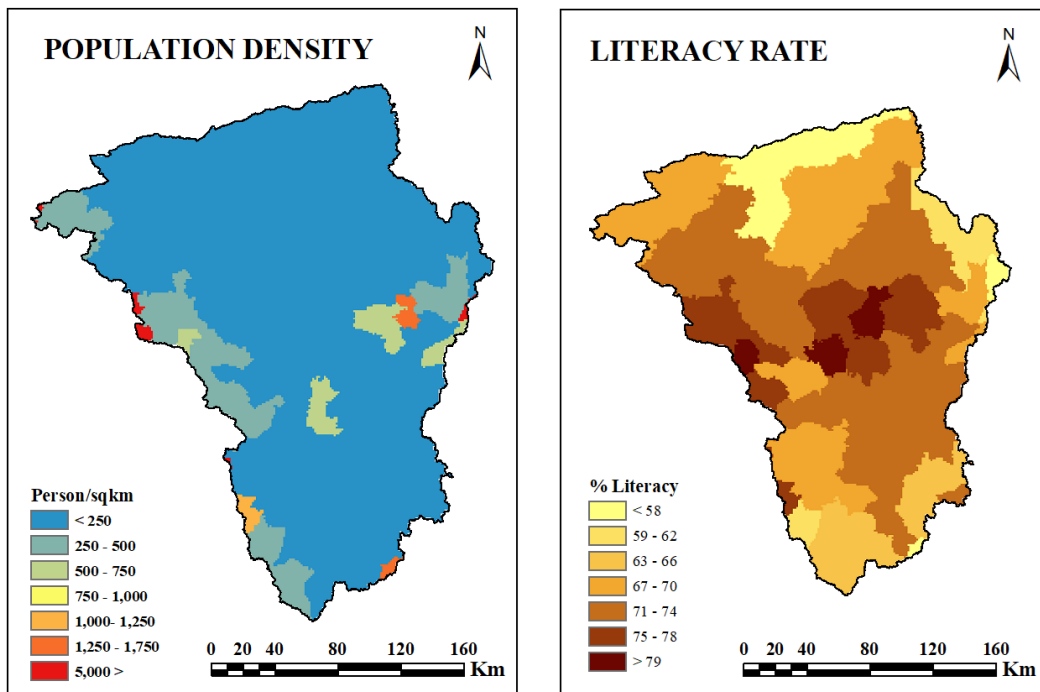 POPULATION DENSITY
N
Person/sqkm
< 250
250 - 500
500 - 750
750 - 1,000
1,000- 1,250
1,250 - 1,750
5,000 >
0 20 40 80 120 160
Km
LITERACY RATE
N
% Literacy
< 58
59 - 62
63 - 66
67 - 70
71 - 74
75 - 78
> 79
0 20 40 80 120 160
Km